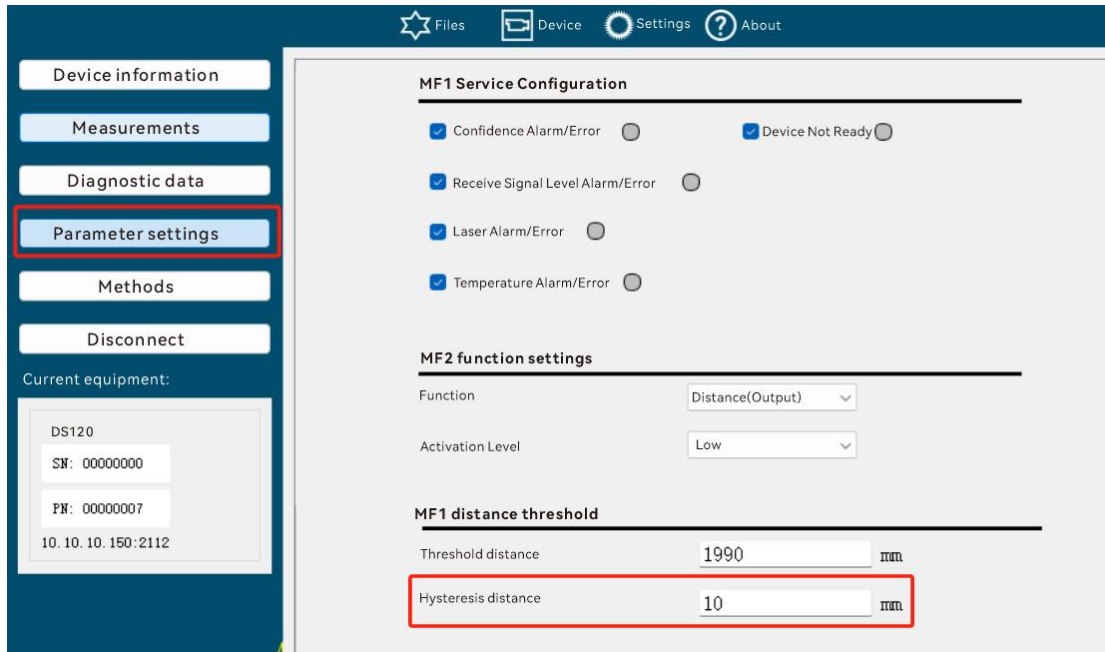 Files Device Settings ? About
Device information
Measurements
Diagnostic data
Parameter settings
Methods
Disconnect
Current equipment:
DS120
SN: 00000000
PN: 00000007
10.10.10.150:2112
MF1 Service Configuration
Confidence Alarm/Error Device Not Ready
Receive Signal Level Alarm/Error
Laser Alarm/Error
Temperature Alarm/Error
MF2 function settings
Function Distance(Output)
Activation Level Low
MF1 distance threshold
Threshold distance 1990 mm
Hysteresis distance 10 mm